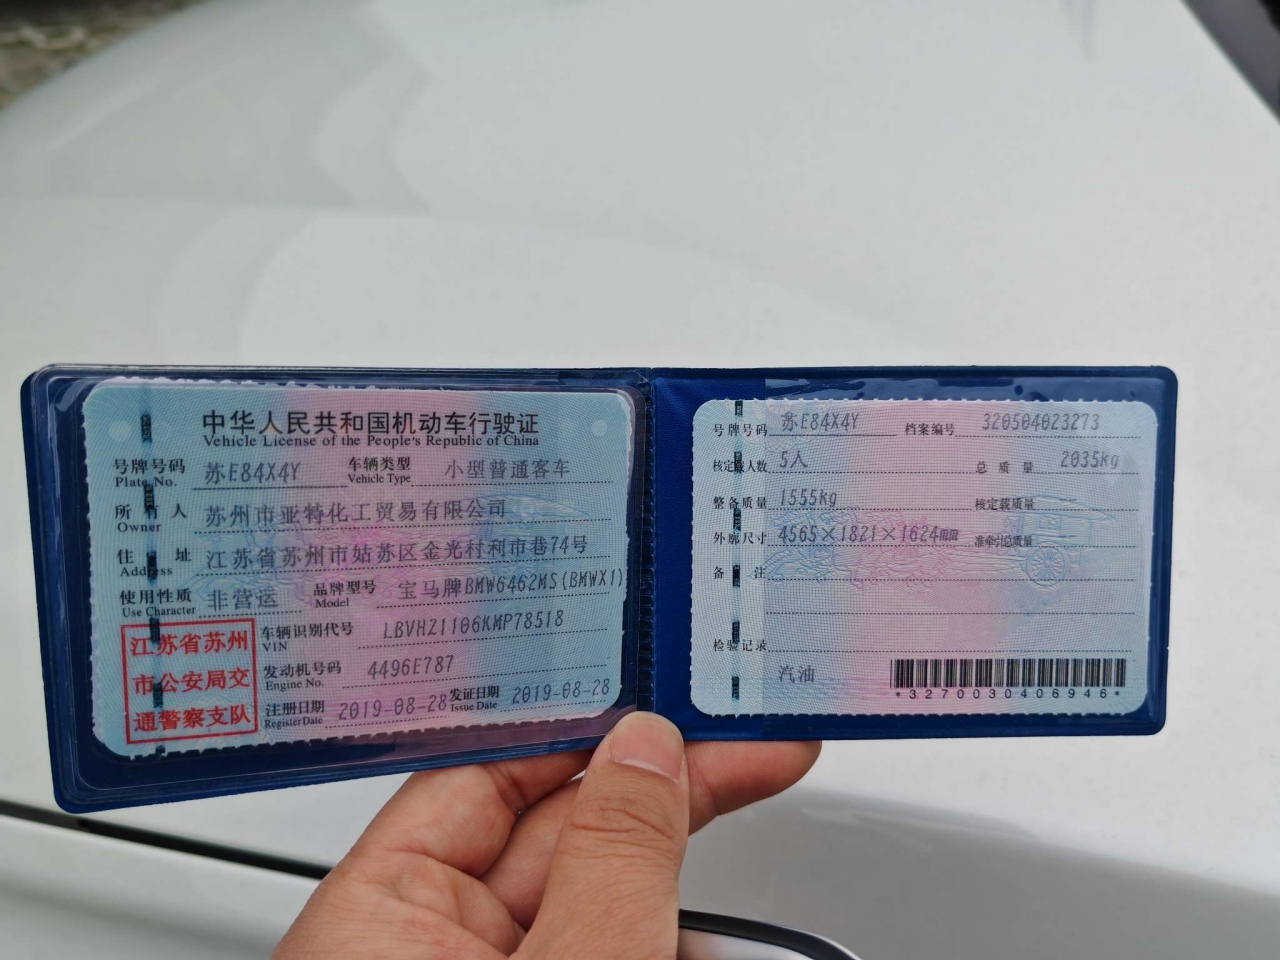 中华人民共和国机动车行驶证
Vehicle License of the People's Republic of China
号牌号码 苏E84X4Y 车辆类型 小型普通客车
Plate No. Vehicle Type
所有人 苏州市亚特化工贸易有限公司
Owner
住址 江苏省苏州市姑苏区金光村利市巷74号
Address
使用性质 非营运 品牌型号 宝马牌BMW6462MS(BMWX1)
Use Character Model
江苏省苏州
市公安局交
通警察支队
车辆识别代号 LBVHZ1106KMP78518
VIN
发动机号码 4496E787
Engine No.
注册日期 2019-08-28 发证日期 2019-08-28
Register Date Issue Date
号牌号码 苏E84X4Y 档案编号 320504023273
核定载人数 5人 总质量 2035kg
整备质量 1555kg 核定载质量
外廓尺寸 4565×1821×1624mm 准牵引总质量
备注
检验记录
汽油
*3270030406946*